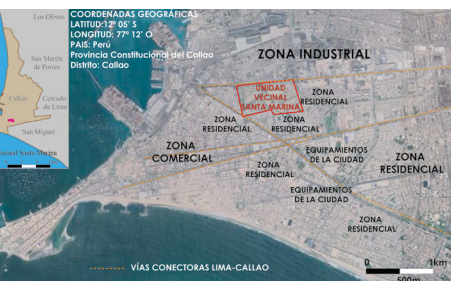 Los Olivos
San Martín
de Porres
Callao
Cercado
de Lima
San Miguel
COORDENADAS GEOGRÁFICAS
LATITUD:12° 05' S
LONGITUD: 77° 12' O
PAIS: Perú
Provincia Constitucional del Callao
Distrito: Callao
ZONA INDUSTRIAL
UNIDAD
VECINAL
SANTA MARINA
ZONA
RESIDENCIAL
ZONA
RESIDENCIAL
ZONA
RESIDENCIAL
ZONA
COMERCIAL
EQUIPAMIENTOS
DE LA CIUDAD
ZONA
RESIDENCIAL
ZONA
RESIDENCIAL
EQUIPAMIENTOS
DE LA CIUDAD
ZONA
RESIDENCIAL
VÍAS CONECTORAS LIMA-CALLAO
0 1km
500m